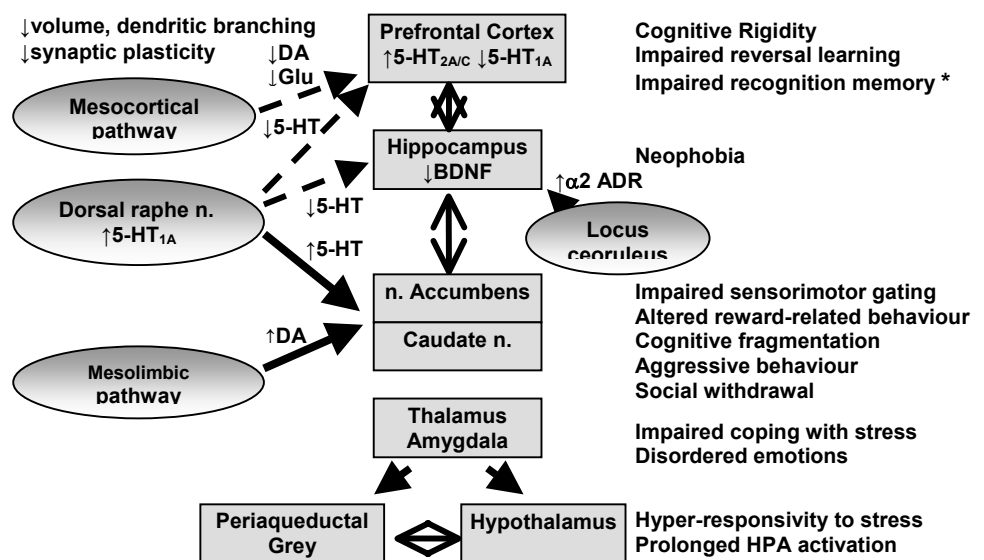 ↓volume, dendritic branching
↓synaptic plasticity
↓DA
↓Glu
Prefrontal Cortex
↑5-HT2A/C ↓5-HT1A
Cognitive Rigidity
Impaired reversal learning
Impaired recognition memory *
Mesocortical
pathway
↓5-HT
Hippocampus
↓BDNF
Neophobia
↑α2 ADR
Dorsal raphe n.
↑5-HT1A
↓5-HT
Locus
ceoruleus
↑5-HT
n. Accumbens
Caudate n.
Impaired sensorimotor gating
Altered reward-related behaviour
Cognitive fragmentation
Aggressive behaviour
Social withdrawal
↑DA
Mesolimbic
pathway
Thalamus
Amygdala
Impaired coping with stress
Disordered emotions
Periaqueductal
Grey
Hypothalamus
Hyper-responsivity to stress
Prolonged HPA activation